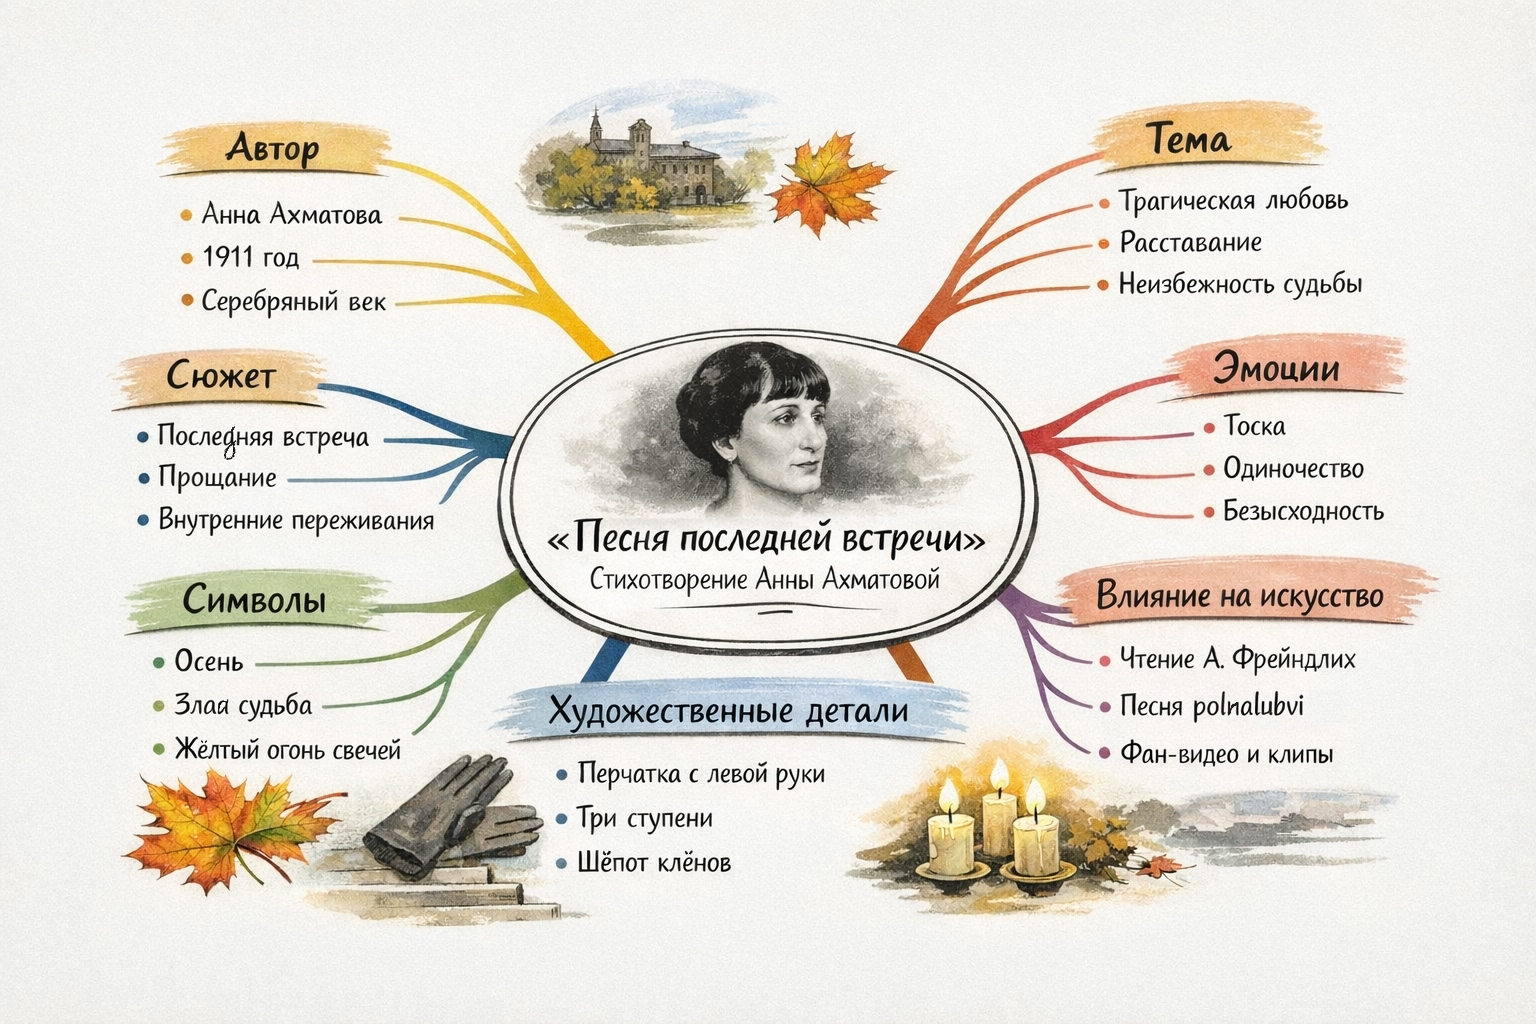 Автор
Анна Ахматова
1911 год
Серебряный век
Сюжет
Последняя встреча
Прощание
Внутренние переживания
Символы
Осень
Злая судьба
Жёлтый огонь свечей
«Песня последней встречи»
Стихотворение Анны Ахматовой
Художественные детали
Перчатка с левой руки
Три ступени
Шёпот клёнов
Тема
Трагическая любовь
Расставание
Неизбежность судьбы
Эмоции
Тоска
Одиночество
Безысходность
Влияние на искусство
Чтение А. Фрейндлих
Песня polnalubvi
Фан-видео и клипы